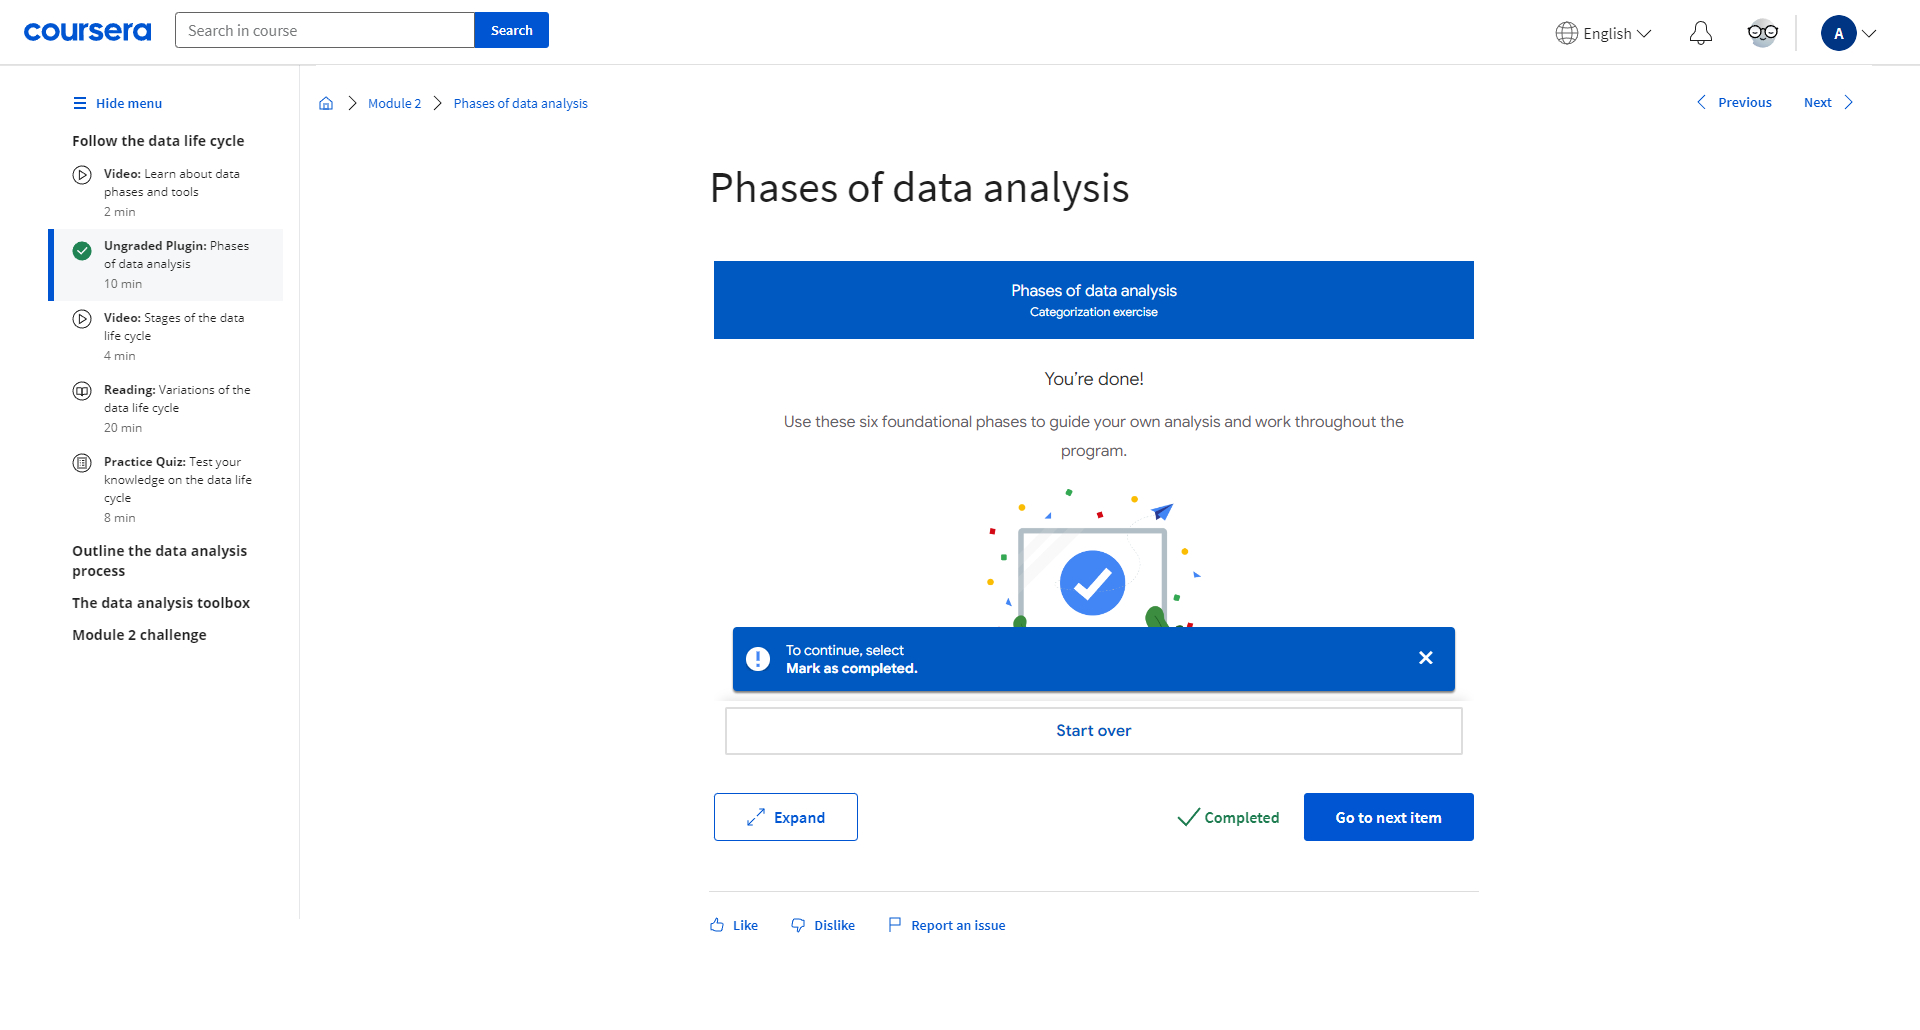 coursera
Search in course
Search
English
A
Hide menu
Follow the data life cycle
Video: Learn about data
phases and tools
2 min
Ungraded Plugin: Phases
of data analysis
10 min
Video: Stages of the data
life cycle
4 min
Reading: Variations of the
data life cycle
20 min
Practice Quiz: Test your
knowledge on the data life
cycle
8 min
Outline the data analysis
process
The data analysis toolbox
Module 2 challenge
Module 2
Phases of data analysis
Previous
Next
Phases of data analysis
Phases of data analysis
Categorization exercise
You're done!
Use these six foundational phases to guide your own analysis and work throughout the
program.
To continue, select
Mark as completed.
Start over
Expand
Completed
Go to next item
Like
Dislike
Report an issue